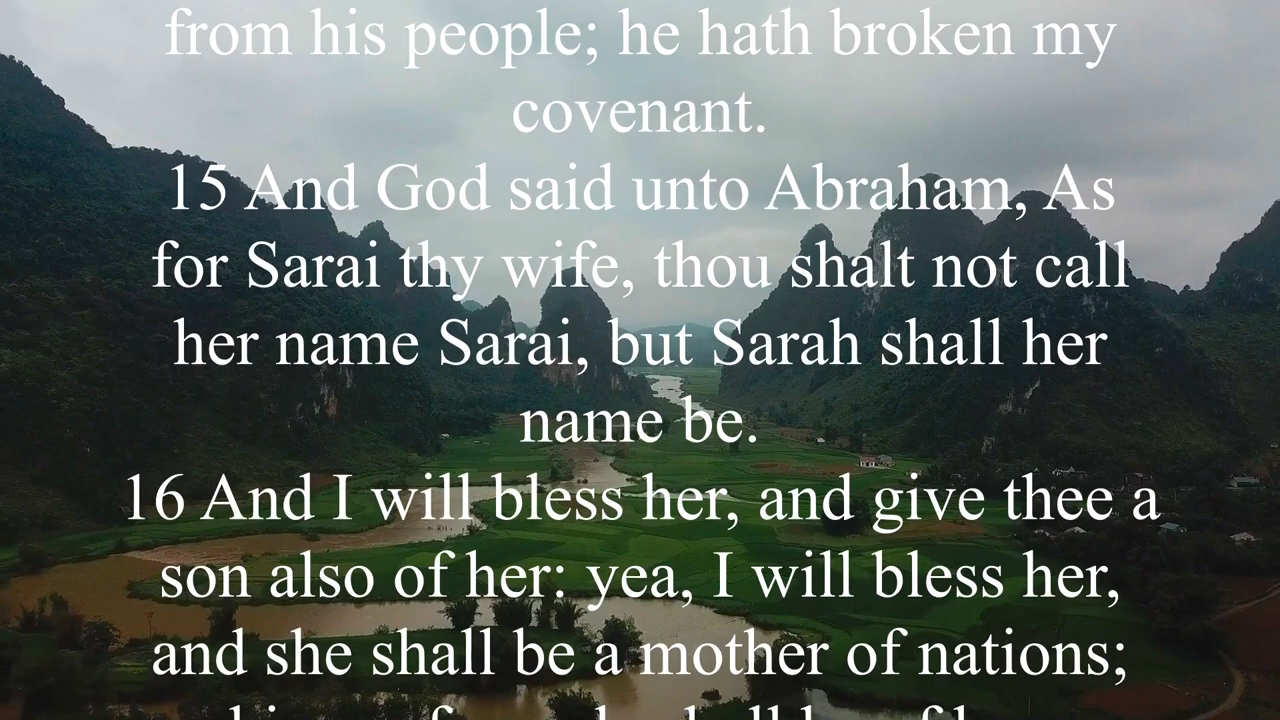 from his people; he hath broken my
covenant.
15 And God said unto Abraham, As
for Sarai thy wife, thou shalt not call
her name Sarai, but Sarah shall her
name be.
16 And I will bless her, and give thee a
son also of her: yea, I will bless her,
and she shall be a mother of nations;